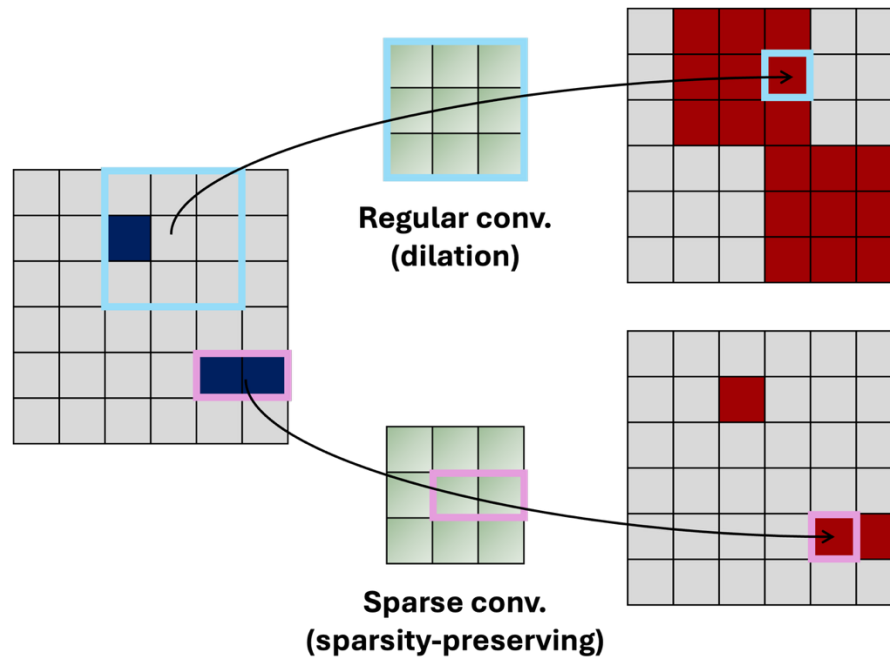 Regular conv.
(dilation)
Sparse conv.
(sparsity-preserving)